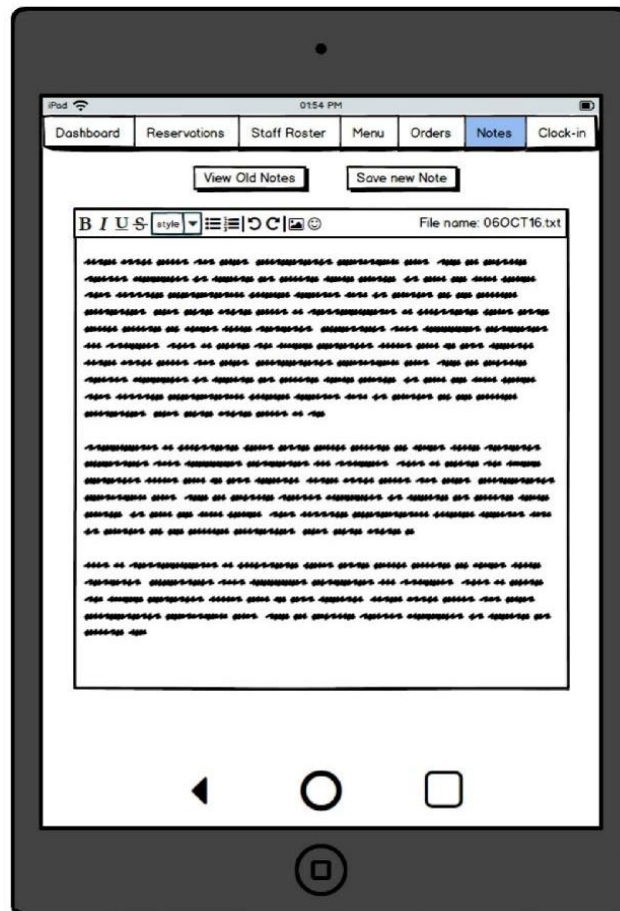 iPad 01:54 PM
Dashboard Reservations Staff Roster Menu Orders Notes Clock-in
View Old Notes Save new Note
B I U S style File name: 06OCT16.txt